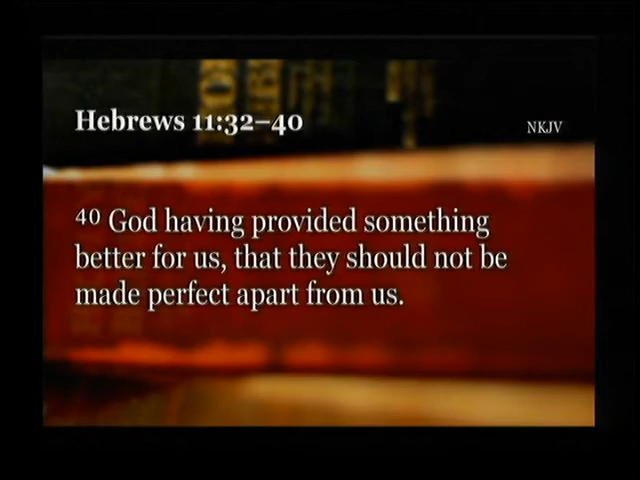 Hebrews 11:32–40
NKJV
40 God having provided something
better for us, that they should not be
made perfect apart from us.